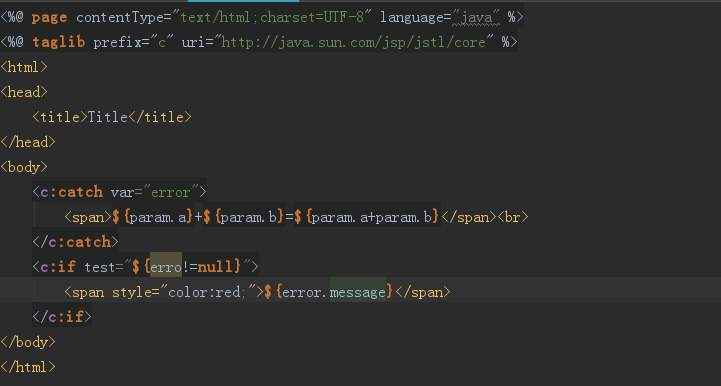 <%@ page contentType="text/html;charset=UTF-8" language="java" %>
<%@ taglib prefix="c" uri="http://java.sun.com/jsp/jstl/core" %>
<html>
<head>
    <title>Title</title>
</head>
<body>
    <c:catch var="error">
        <span>${param.a}+${param.b}=${param.a+param.b}</span><br>
    </c:catch>
    <c:if test="${erro!=null}">
        <span style="color:red;">${error.message}</span>
    </c:if>
</body>
</html>